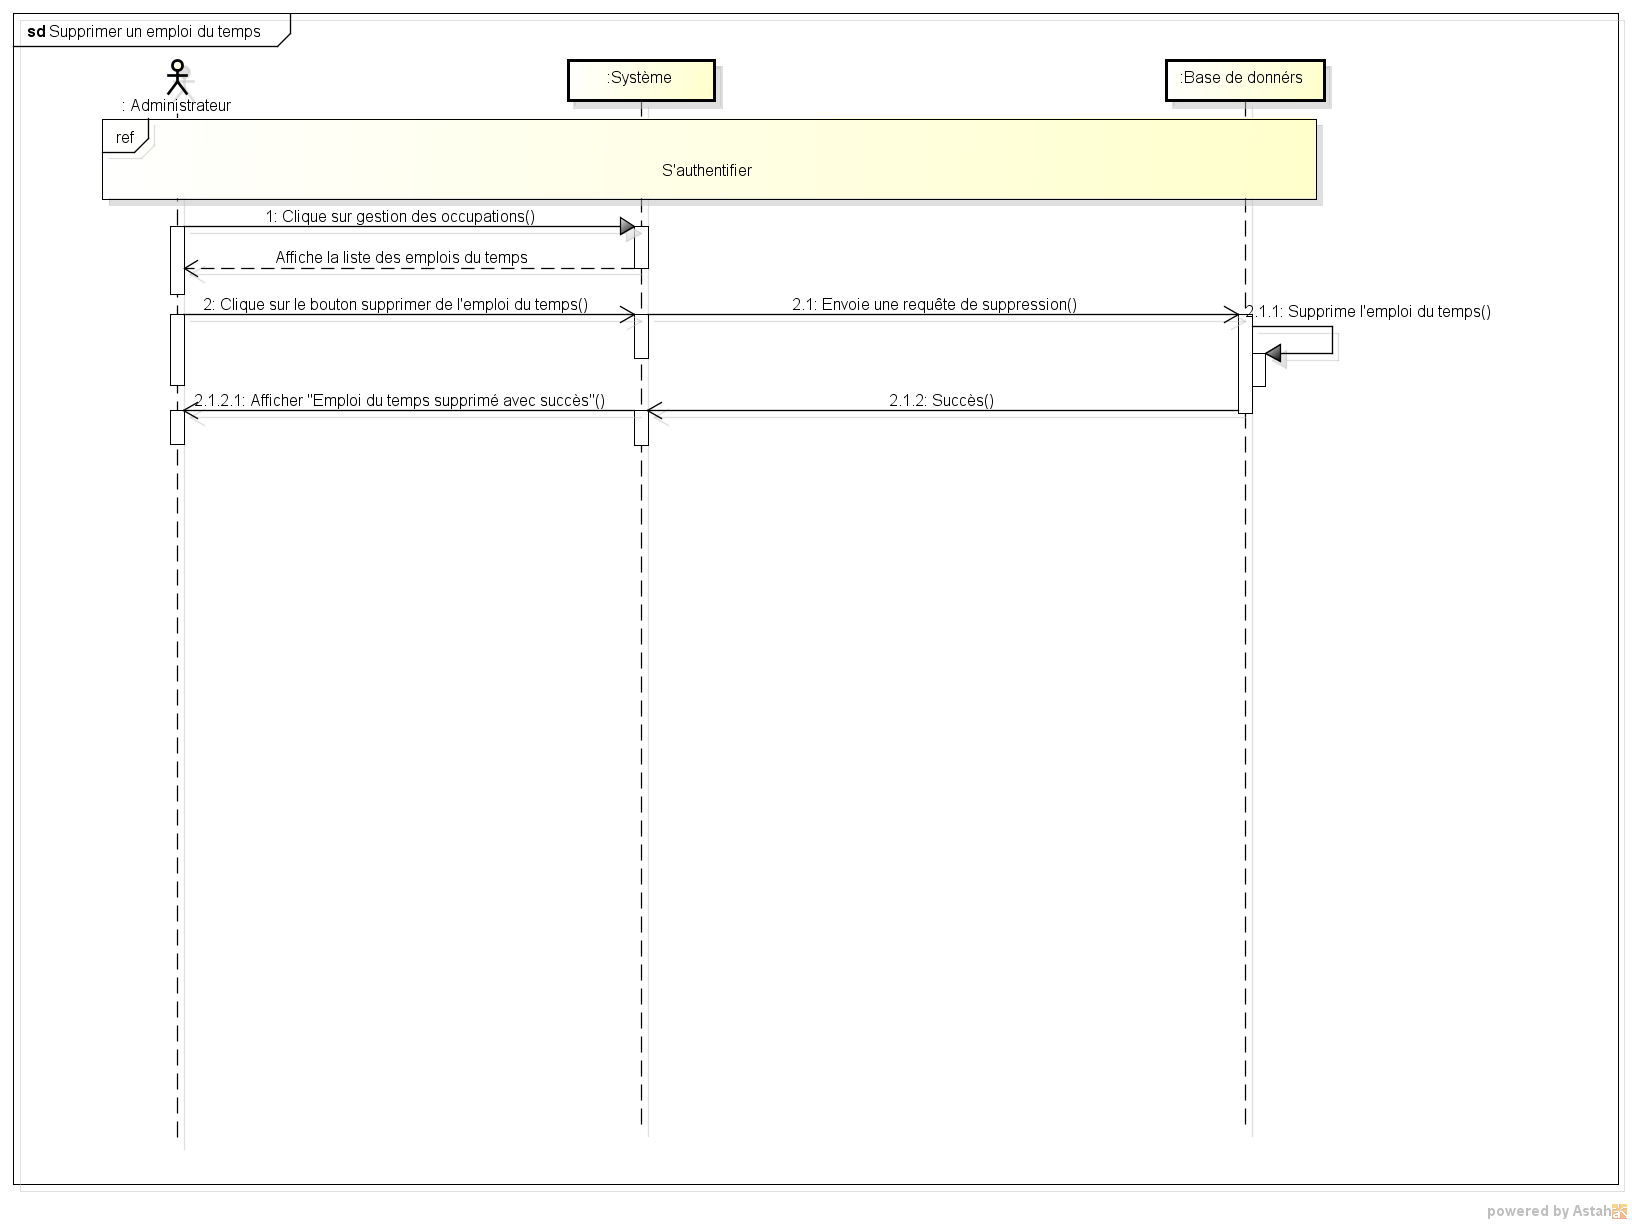 sd Supprimer un emploi du temps
: Administrateur
:Système
:Base de donnérs
ref
S'authentifier
1: Clique sur gestion des occupations()
Affiche la liste des emplois du temps
2: Clique sur le bouton supprimer de l'emploi du temps()
2.1: Envoie une requête de suppression()
2.1.1: Supprime l'emploi du temps()
2.1.2.1: Afficher "Emploi du temps supprimé avec succès"()
2.1.2: Succès()
powered by Astah